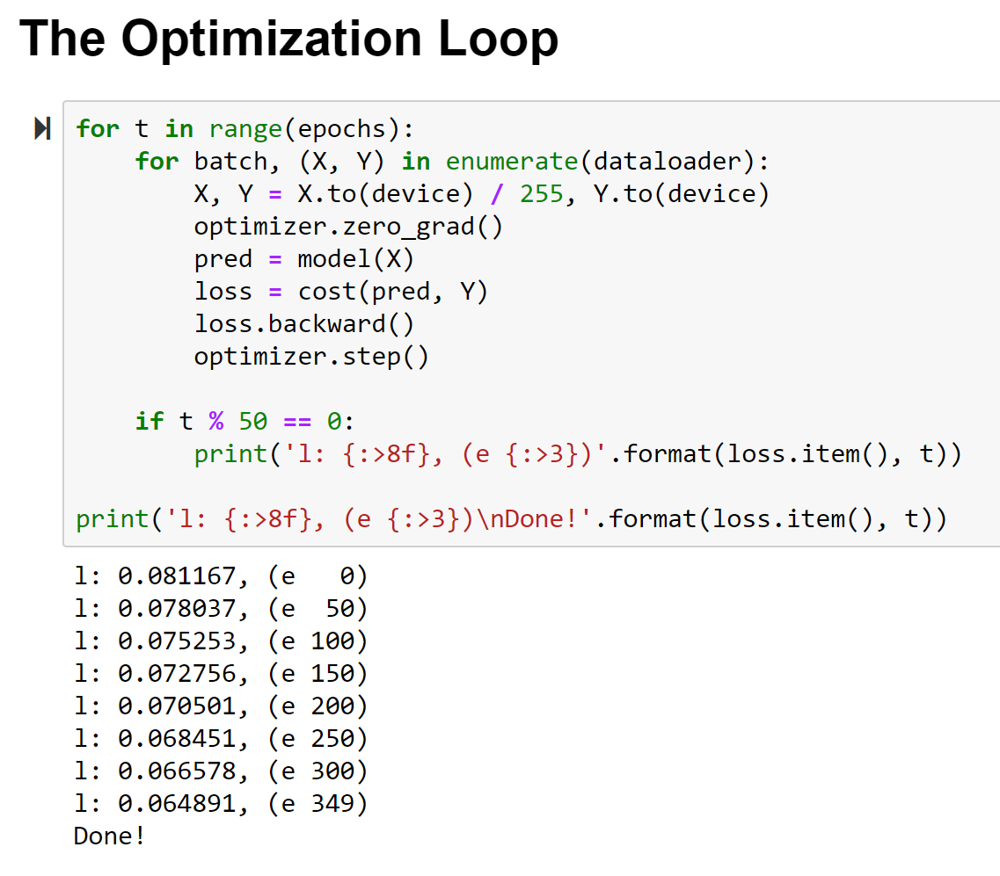 The Optimization Loop
for t in range(epochs):
    for batch, (X, Y) in enumerate(dataloader):
        X, Y = X.to(device) / 255, Y.to(device)
        optimizer.zero_grad()
        pred = model(X)
        loss = cost(pred, Y)
        loss.backward()
        optimizer.step()
    if t % 50 == 0:
        print('l: {:>8f}, (e {:>3})'.format(loss.item(), t))
print('l: {:>8f}, (e {:>3})\nDone!'.format(loss.item(), t))
l: 0.081167, (e   0)
l: 0.078037, (e  50)
l: 0.075253, (e 100)
l: 0.072756, (e 150)
l: 0.070501, (e 200)
l: 0.068451, (e 250)
l: 0.066578, (e 300)
l: 0.064891, (e 349)
Done!